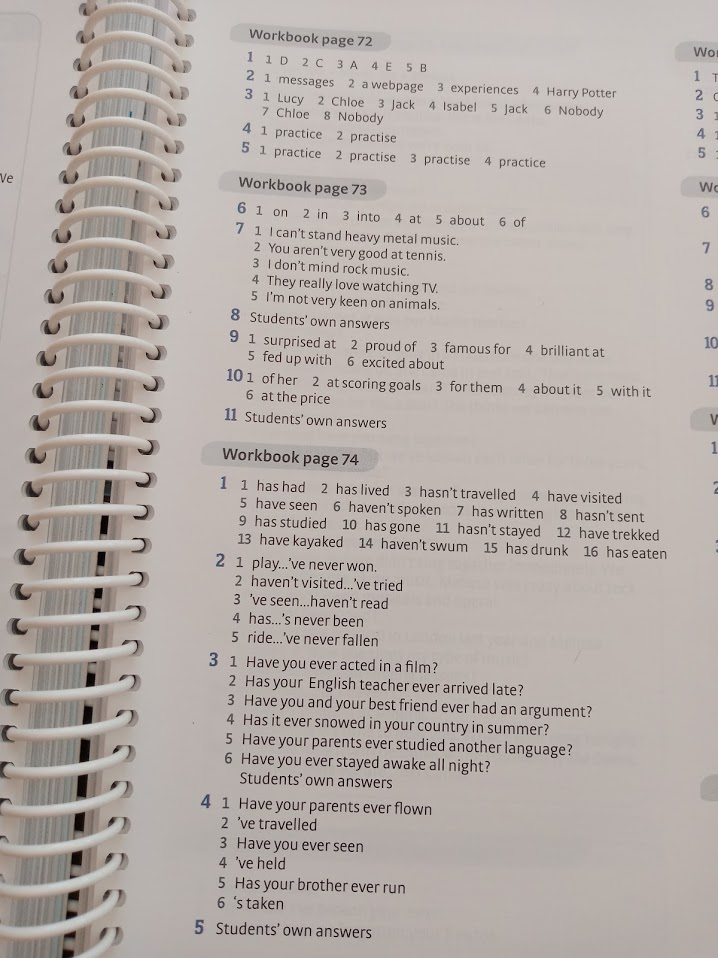 Workbook page 72
1 1 D 2 C 3 A 4 E 5 B
2 1 messages 2 a webpage 3 experiences 4 Harry Potter
3 1 Lucy 2 Chloe 3 Jack 4 Isabel 5 Jack 6 Nobody
7 Chloe 8 Nobody
4 1 practice 2 practise
5 1 practice 2 practise 3 practise 4 practice
Workbook page 73
6 1 on 2 in 3 into 4 at 5 about 6 of
7 1 I can't stand heavy metal music.
2 You aren't very good at tennis.
3 I don't mind rock music.
4 They really love watching TV.
5 I'm not very keen on animals.
8 Students' own answers
9 1 surprised at 2 proud of 3 famous for 4 brilliant at
5 fed up with 6 excited about
10 1 of her 2 at scoring goals 3 for them 4 about it 5 with it
6 at the price
11 Students' own answers
Workbook page 74
1 1 has had 2 has lived 3 hasn't travelled 4 have visited
5 have seen 6 haven't spoken 7 has written 8 hasn't sent
9 has studied 10 has gone 11 hasn't stayed 12 have trekked
13 have kayaked 14 haven't swum 15 has drunk 16 has eaten
2 1 play...'ve never won.
2 haven't visited...'ve tried
3 've seen...haven't read
4 has...'s never been
5 ride...'ve never fallen
3 1 Have you ever acted in a film?
2 Has your English teacher ever arrived late?
3 Have you and your best friend ever had an argument?
4 Has it ever snowed in your country in summer?
5 Have your parents ever studied another language?
6 Have you ever stayed awake all night?
Students' own answers
4 1 Have your parents ever flown
2 've travelled
3 Have you ever seen
4 've held
5 Has your brother ever run
6 's taken
5 Students' own answers
've
1
2
3
4
5
6
7
8
9
10
11